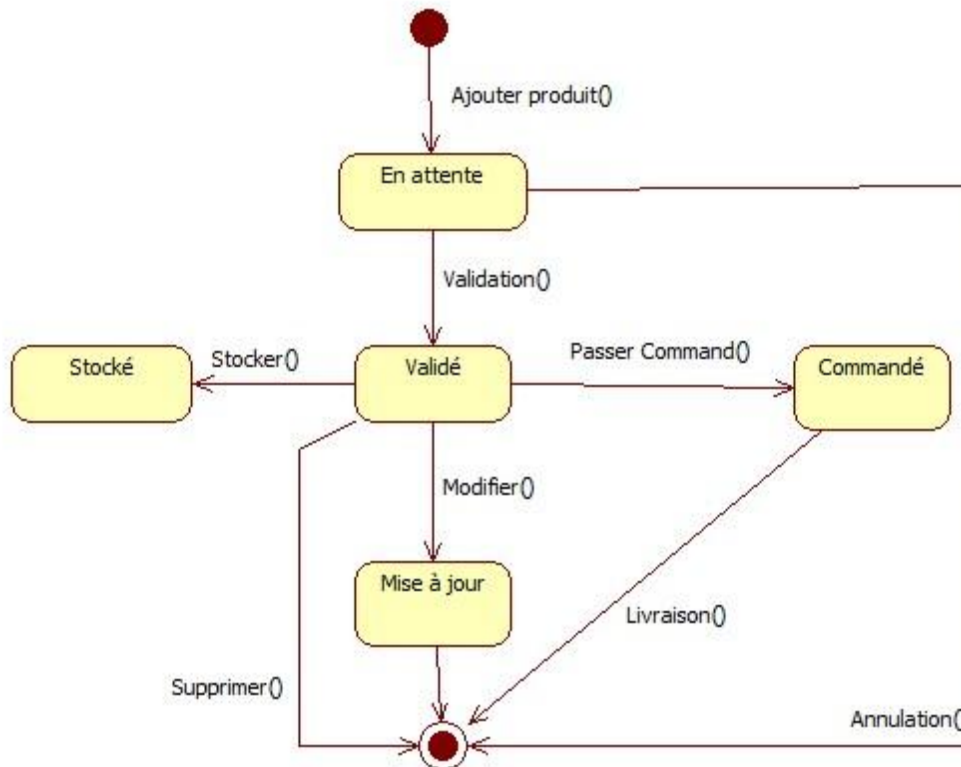 Ajouter produit()
En attente
Validation()
Stocké
Stocker()
Validé
Passer Command()
Commandé
Modifier()
Mise à jour
Livraison()
Supprimer()
Annulation()